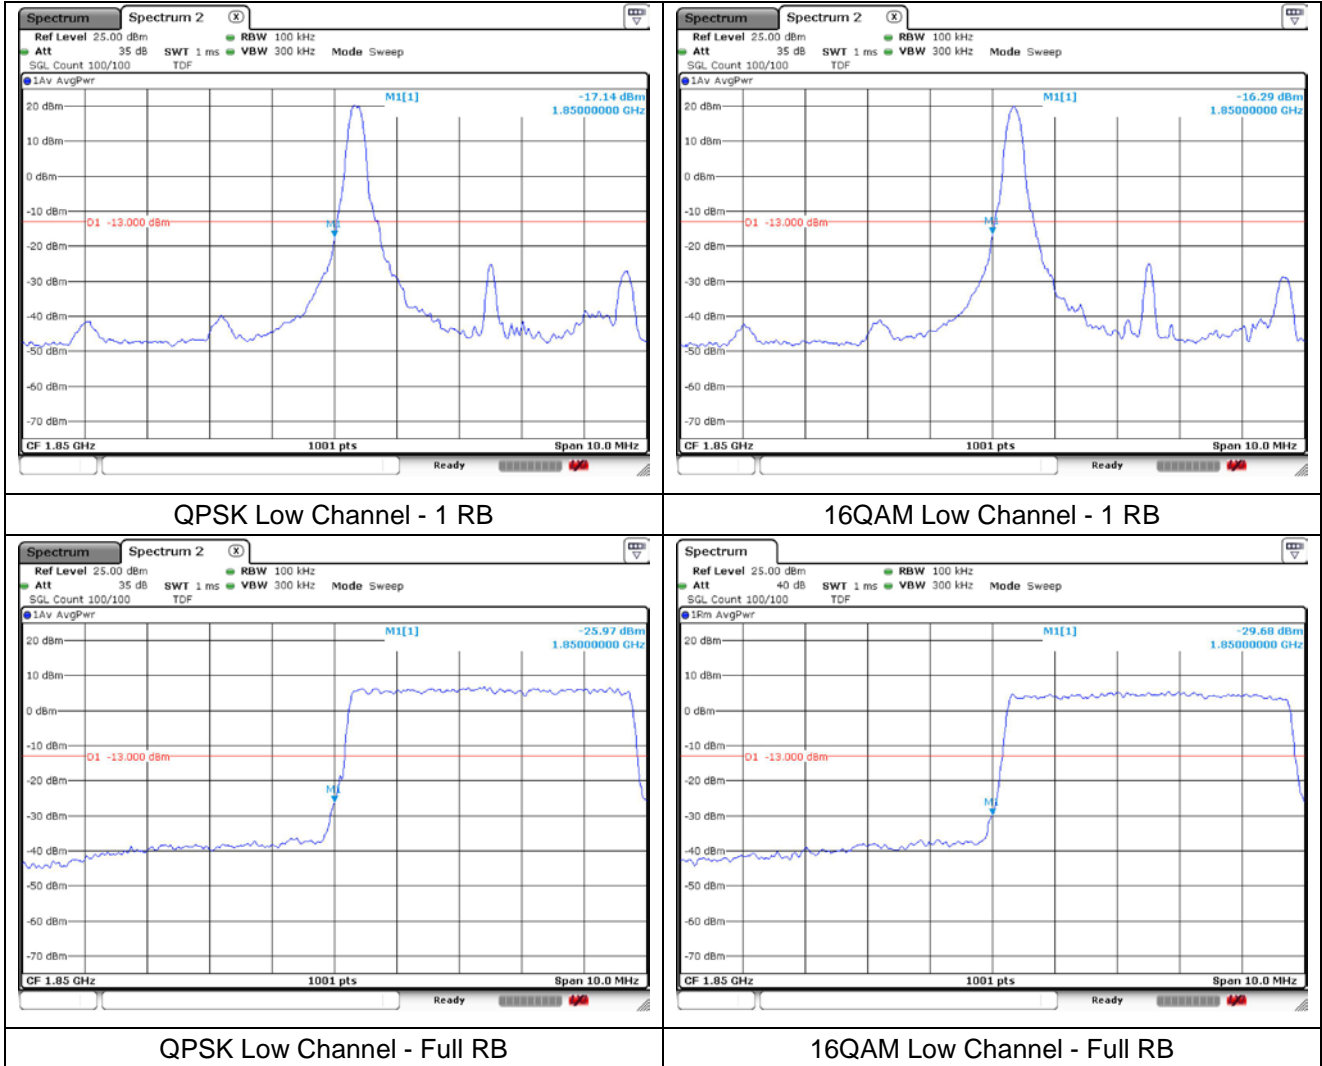 Spectrum Spectrum 2 X
Ref Level 25.00 dBm RBW 100 kHz
Att 35 dB SWT 1 ms VBW 300 kHz Mode Sweep
SGL Count 100/100 TDF
1Av AvgPwr
M1[1] -17.14 dBm
1.85000000 GHz
20 dBm
10 dBm
0 dBm
-10 dBm
D1 -13.000 dBm
M1
-20 dBm
-30 dBm
-40 dBm
-50 dBm
-60 dBm
-70 dBm
CF 1.85 GHz 1001 pts Span 10.0 MHz
Ready
QPSK Low Channel - 1 RB
Spectrum Spectrum 2 X
Ref Level 25.00 dBm RBW 100 kHz
Att 35 dB SWT 1 ms VBW 300 kHz Mode Sweep
SGL Count 100/100 TDF
1Av AvgPwr
M1[1] -16.29 dBm
1.85000000 GHz
20 dBm
10 dBm
0 dBm
-10 dBm
D1 -13.000 dBm
M1
-20 dBm
-30 dBm
-40 dBm
-50 dBm
-60 dBm
-70 dBm
CF 1.85 GHz 1001 pts Span 10.0 MHz
Ready
16QAM Low Channel - 1 RB
Spectrum Spectrum 2 X
Ref Level 25.00 dBm RBW 100 kHz
Att 35 dB SWT 1 ms VBW 300 kHz Mode Sweep
SGL Count 100/100 TDF
1Av AvgPwr
M1[1] -25.97 dBm
1.85000000 GHz
20 dBm
10 dBm
0 dBm
-10 dBm
D1 -13.000 dBm
-20 dBm
M1
-30 dBm
-40 dBm
-50 dBm
-60 dBm
-70 dBm
CF 1.85 GHz 1001 pts Span 10.0 MHz
Ready
QPSK Low Channel - Full RB
Spectrum
Ref Level 25.00 dBm RBW 100 kHz
Att 40 dB SWT 1 ms VBW 300 kHz Mode Sweep
SGL Count 100/100 TDF
1Rm AvgPwr
M1[1] -29.68 dBm
1.85000000 GHz
20 dBm
10 dBm
0 dBm
-10 dBm
D1 -13.000 dBm
-20 dBm
M1
-30 dBm
-40 dBm
-50 dBm
-60 dBm
-70 dBm
CF 1.85 GHz 1001 pts Span 10.0 MHz
Ready
16QAM Low Channel - Full RB